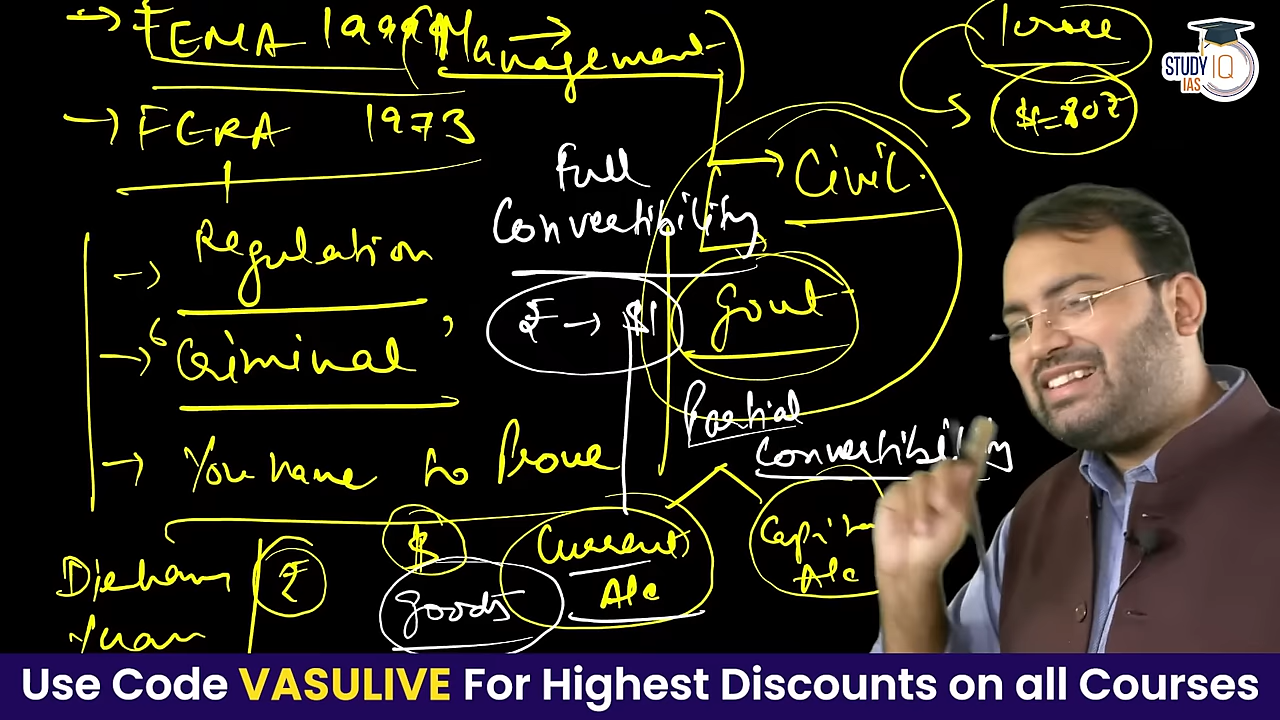 → FEMA 1999 (Management)
→ FERA 1973
1$ = 80₹
STUDY IQ
IAS
Full
Convertibility
Civil.
→ Regulation
₹ → $1
Govt
→ 'Criminal'
Partial
Convertibility
→ You have to Prove
$
Current
A/c
Capital
A/c
Dirham
Yuan
₹
goods
Use Code VASULIVE For Highest Discounts on all Courses